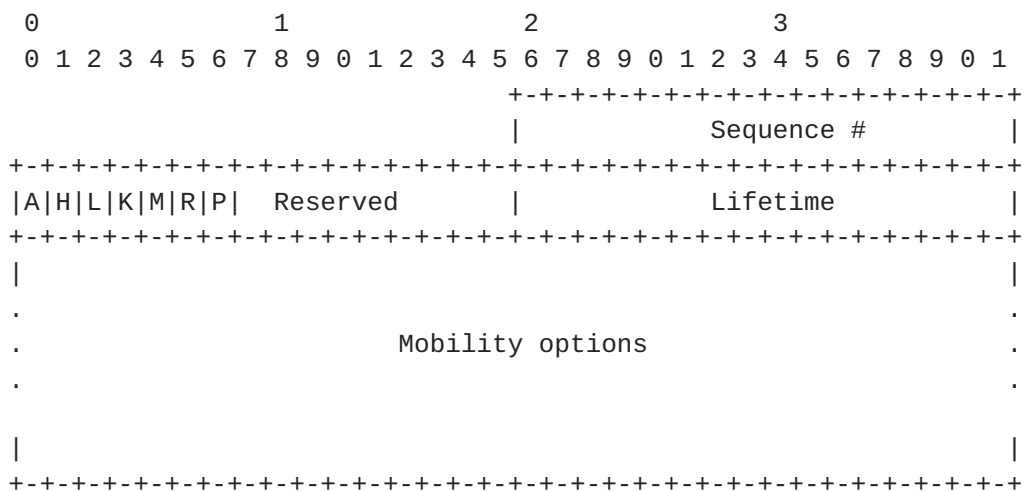 0                   1                   2                   3
 0 1 2 3 4 5 6 7 8 9 0 1 2 3 4 5 6 7 8 9 0 1 2 3 4 5 6 7 8 9 0 1
                                +-+-+-+-+-+-+-+-+-+-+-+-+-+-+-+-+
                                |            Sequence #         |
+-+-+-+-+-+-+-+-+-+-+-+-+-+-+-+-+-+-+-+-+-+-+-+-+-+-+-+-+-+-+-+-+
|A|H|L|K|M|R|P|  Reserved       |            Lifetime           |
+-+-+-+-+-+-+-+-+-+-+-+-+-+-+-+-+-+-+-+-+-+-+-+-+-+-+-+-+-+-+-+-+
|                                                               |
.                                                               .
.                        Mobility options                       .
.                                                               .
|                                                               |
+-+-+-+-+-+-+-+-+-+-+-+-+-+-+-+-+-+-+-+-+-+-+-+-+-+-+-+-+-+-+-+-+